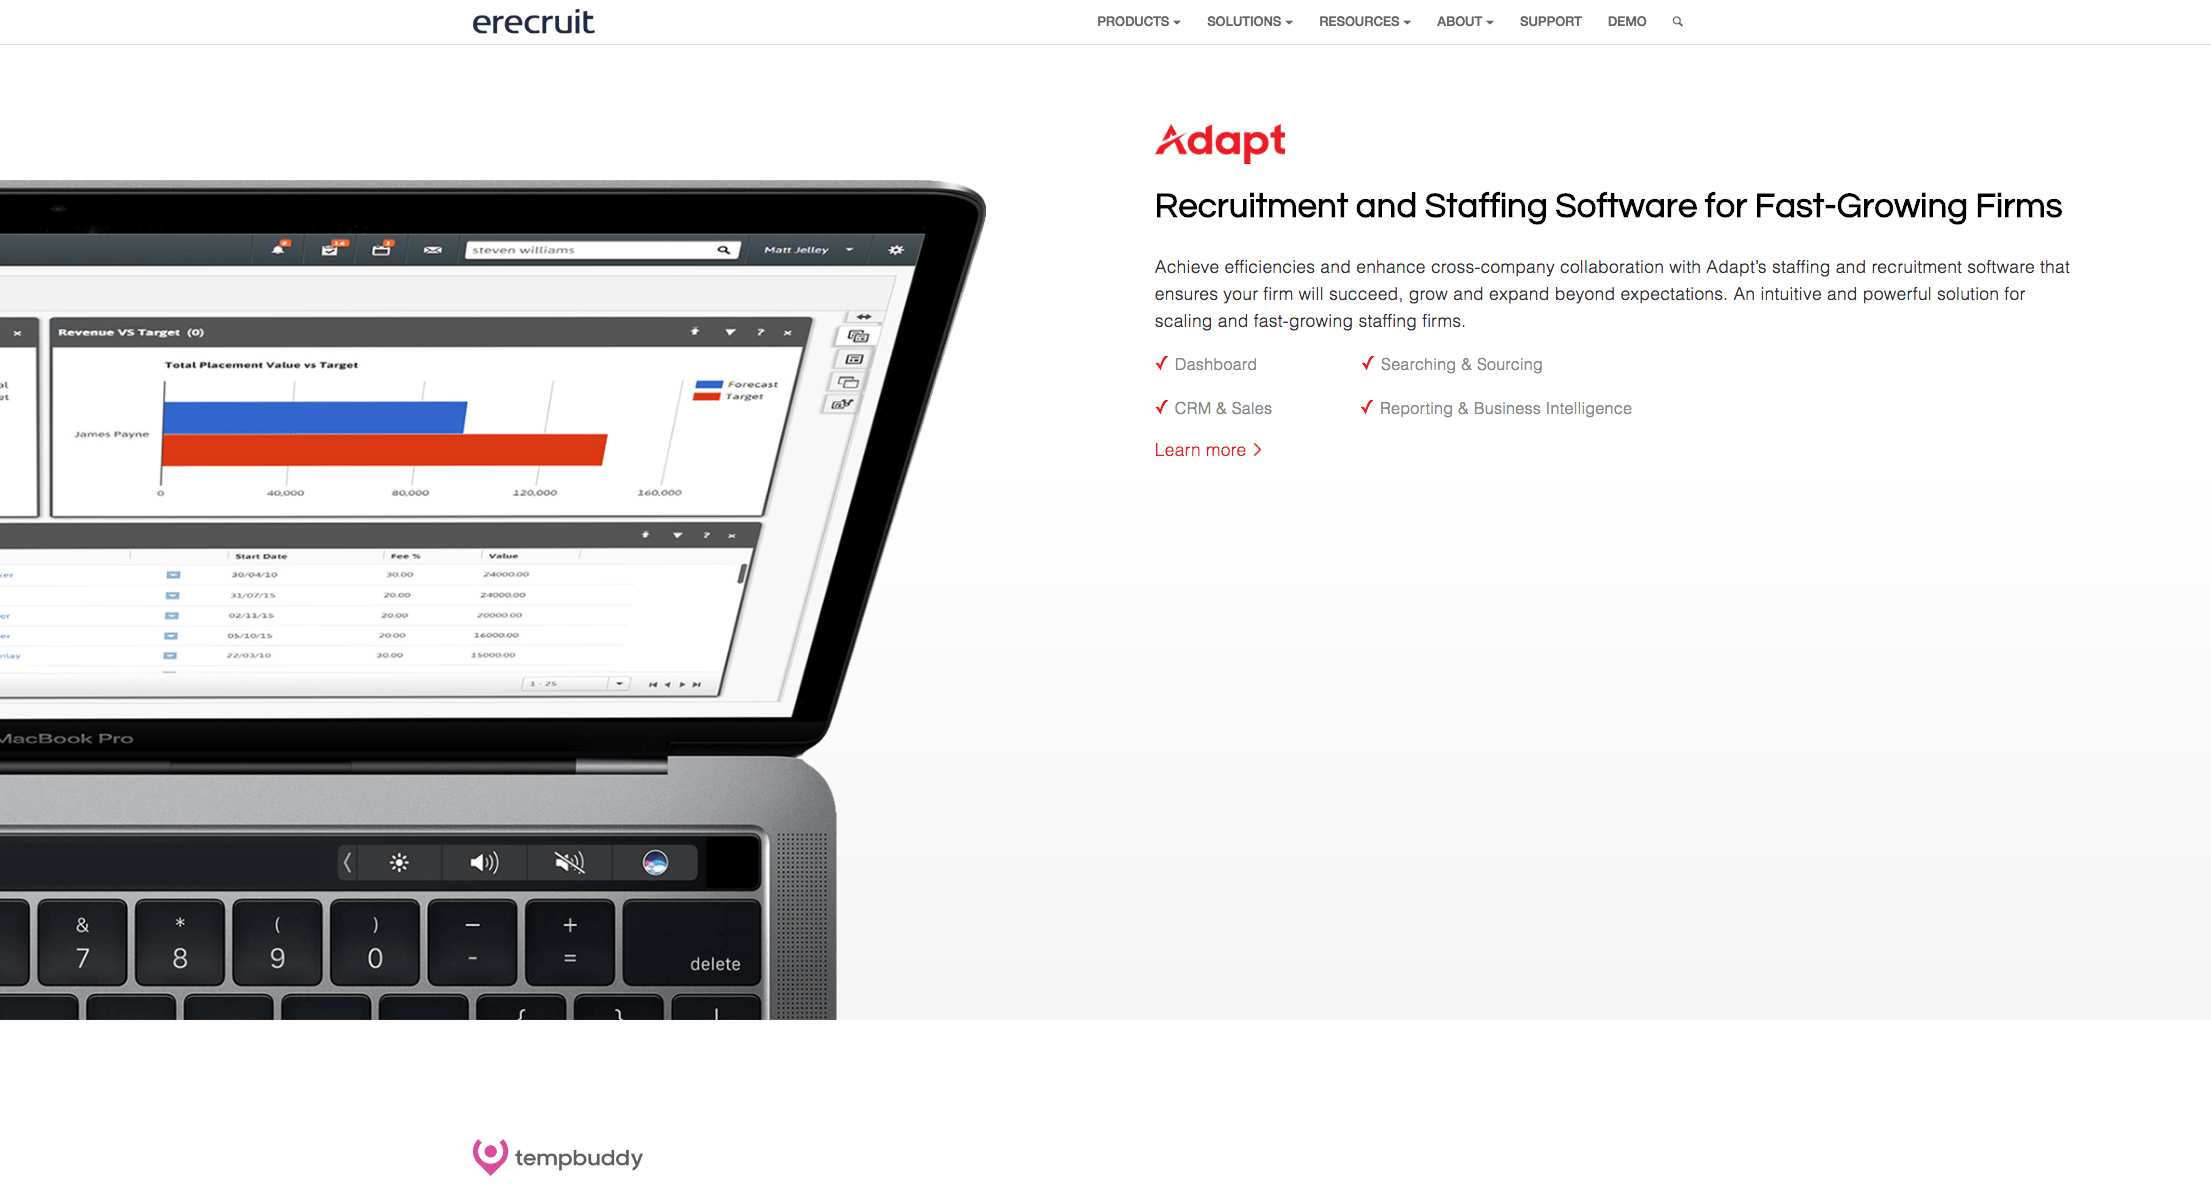 erecruit
PRODUCTS SOLUTIONS RESOURCES ABOUT SUPPORT DEMO
Adapt
Recruitment and Staffing Software for Fast-Growing Firms
Achieve efficiencies and enhance cross-company collaboration with Adapt's staffing and recruitment software that
ensures your firm will succeed, grow and expand beyond expectations. An intuitive and powerful solution for
scaling and fast-growing staffing firms.
✓ Dashboard ✓ Searching & Sourcing
✓ CRM & Sales ✓ Reporting & Business Intelligence
Learn more >
steven williams Matt Jelley
Revenue VS Target (0)
Total Placement Value vs Target
Forecast
Target
James Payne
0 40,000 80,000 120,000 160,000
Start Date Fee % Value
30/04/10 30.00 24000.00
31/07/15 20.00 24000.00
02/11/15 20.00 20000.00
05/10/15 20.00 16000.00
22/03/10 30.00 15000.00
1 - 25
MacBook Pro
& * ( ) — +
7 8 9 0 - = delete
{ } |
tempbuddy